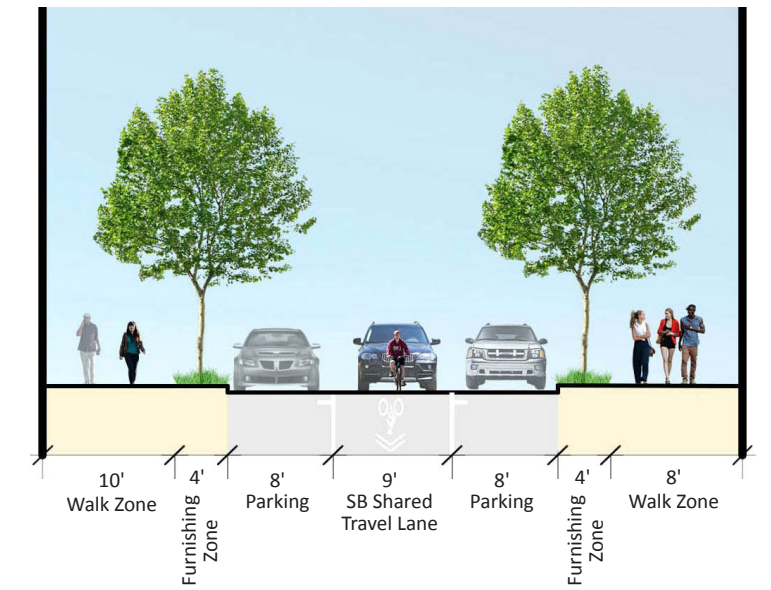 10'
Walk Zone
4'
Furnishing
Zone
8'
Parking
9'
SB Shared
Travel Lane
8'
Parking
4'
Furnishing
Zone
8'
Walk Zone